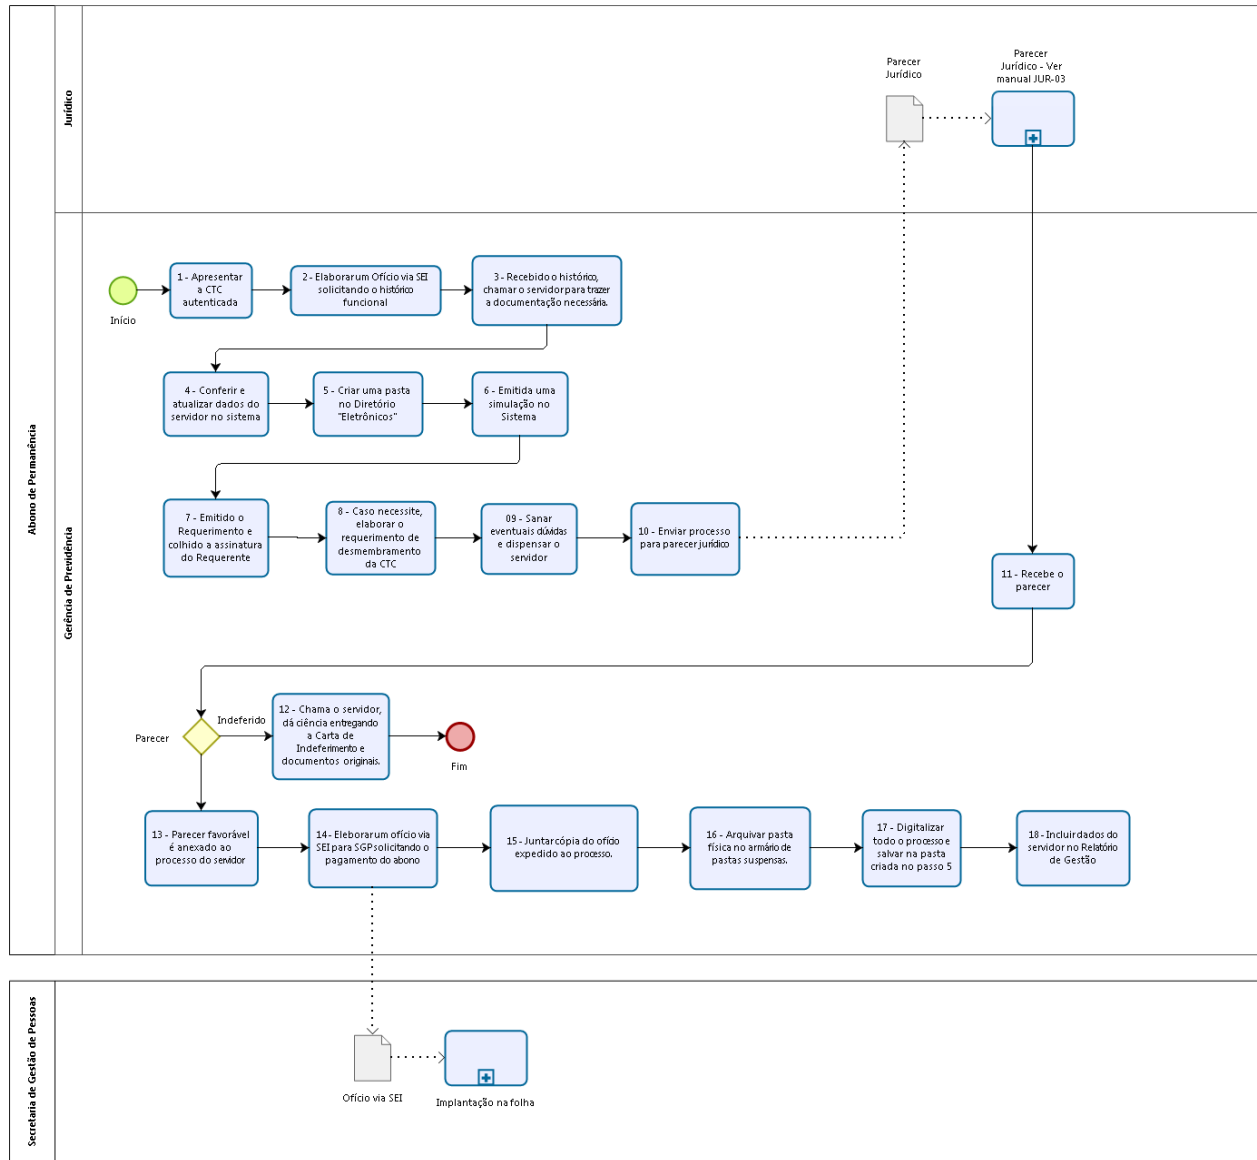 Abono de Permanência
Jurídico
Parecer
Jurídico
Parecer
Jurídico - Ver
manual JUR-03
Gerência de Previdência
Início
1 - Apresentar
a CTC
autenticada
2 - Elaborar um Ofício via SEI
solicitando o histórico
funcional
3 - Recebido o histórico,
chamar o servidor para trazer
a documentação necessária.
4 - Conferir e
atualizar dados do
servidor no sistema
5 - Criar uma pasta
no Diretório
"Eletrônicos"
6 - Emitida uma
simulação no
Sistema
7 - Emitido o
Requerimento e
colhido a assinatura
do Requerente
8 - Caso necessite,
elaborar o
requrimento de
desmembramento
da CTC
09 - Sanar
eventuais dúvidas
e dispensar o
servidor
10 - Enviar processo
para parecer jurídico
11 - Recebe o
parecer
Parecer
Indeferido
12 - Chama o servidor,
dá ciência entregando
a Carta de
Indeferimento e
documentos originais.
Fim
13 - Parecer favorável
é anexado ao
processo do servidor
14 - Eleborar um ofício via
SEI para SGP solicitando o
pagamento do abono
15 - Juntar cópia do ofício
expedido ao processo.
16 - Arquivar pasta
física no armário de
pastas suspensas.
17 - Digitalizar
todo o processo e
salvar na pasta
criada no passo 5
18 - Incluir dados do
servidor no Relatório
de Gestão
Secretaria de Gestão de Pessoas
Ofício via SEI
Implantação na folha